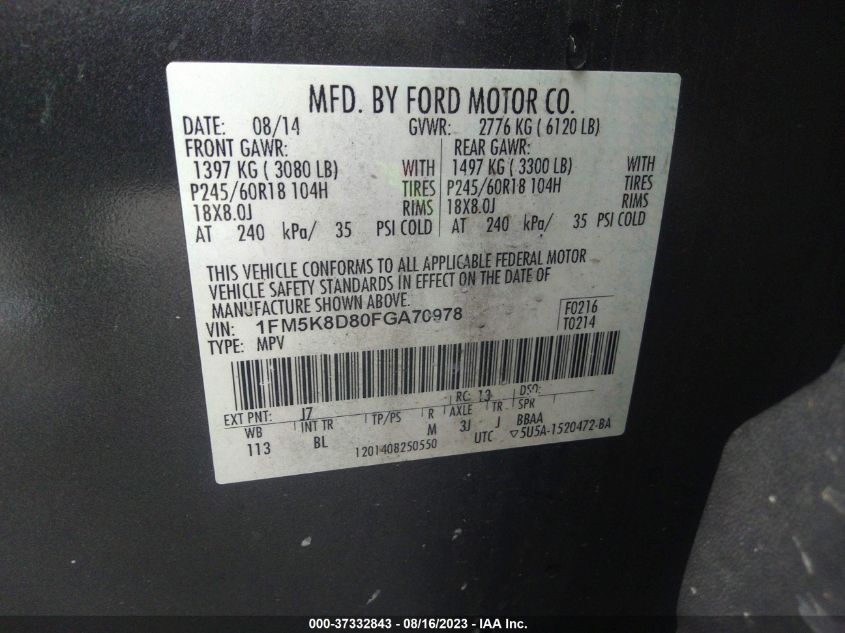 MFD. BY FORD MOTOR CO.
DATE: 08/14 GVWR: 2776 KG ( 6120 LB)
FRONT GAWR: REAR GAWR:
1397 KG ( 3080 LB) WITH 1497 KG ( 3300 LB) WITH
P245/60R18 104H TIRES P245/60R18 104H TIRES
18X8.0J RIMS 18X8.0J RIMS
AT 240 kPa/ 35 PSI COLD AT 240 kPa/ 35 PSI COLD
THIS VEHICLE CONFORMS TO ALL APPLICABLE FEDERAL MOTOR
VEHICLE SAFETY STANDARDS IN EFFECT ON THE DATE OF
MANUFACTURE SHOWN ABOVE.
VIN: 1FM5K8D80FGA70978 F0216
TYPE: MPV T0214
EXT PNT: J7 RC: 13 DSO:
WB INT TR TP/PS R AXLE TR SPR
113 BL M 3J J BBAA
1201408250550 UTC ▽5U5A-1520472-BA
000-37332843 - 08/16/2023 - IAA Inc.